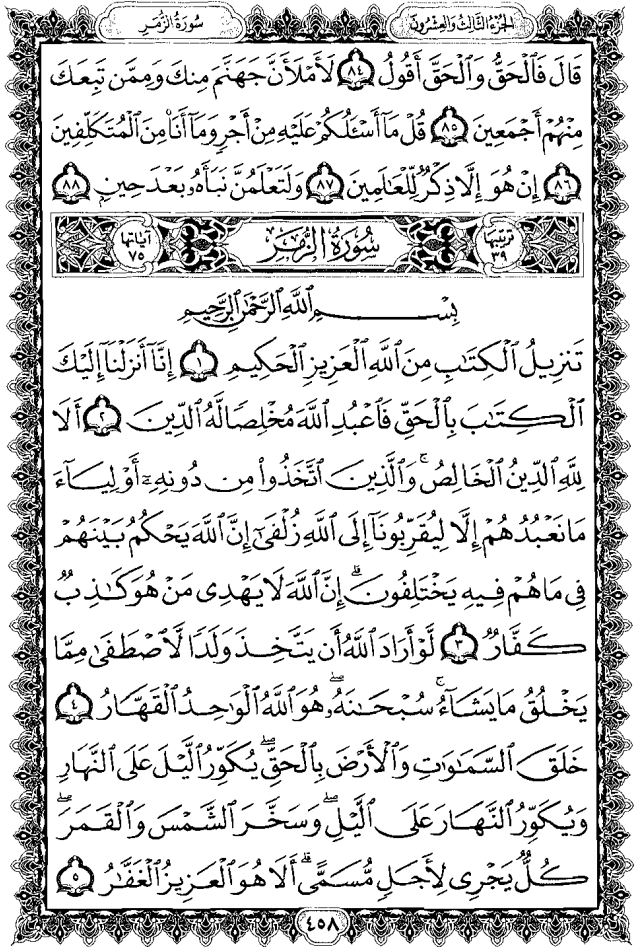 الجزء الثالث والعشرون
سورة الزمر
قَالَ فَالْحَقُّ وَالْحَقَّ أَقُولُ ٨٤ لَأَمْلَأَنَّ جَهَنَّمَ مِنكَ وَمِمَّن تَبِعَكَ
مِنْهُمْ أَجْمَعِينَ ٨٥ قُلْ مَا أَسْئَلُكُمْ عَلَيْهِ مِنْ أَجْرٍ وَمَا أَنَا۠ مِنَ الْمُتَكَلِّفِينَ
٨٦ إِنْ هُوَ إِلَّا ذِكْرٌ لِّلْعَالَمِينَ ٨٧ وَلَتَعْلَمُنَّ نَبَأَهُۥ بَعْدَ حِينٍ ٨٨
ترتيبها ٣٩ سُورَةُ الزُّمَرِ آياتها ٧٥
بِسْمِ اللَّهِ الرَّحْمَٰنِ الرَّحِيمِ
تَنزِيلُ الْكِتَابِ مِنَ اللَّهِ الْعَزِيزِ الْحَكِيمِ ١ إِنَّا أَنزَلْنَا إِلَيْكَ
الْكِتَابَ بِالْحَقِّ فَاعْبُدِ اللَّهَ مُخْلِصًا لَّهُ الدِّينَ ٢ أَلَا
لِلَّهِ الدِّينُ الْخَالِصُ ۚ وَالَّذِينَ اتَّخَذُوا مِن دُونِهِۦ أَوْلِيَاءَ
مَا نَعْبُدُهُمْ إِلَّا لِيُقَرِّبُونَا إِلَى اللَّهِ زُلْفَىٰ إِنَّ اللَّهَ يَحْكُمُ بَيْنَهُمْ
فِي مَا هُمْ فِيهِ يَخْتَلِفُونَ ۗ إِنَّ اللَّهَ لَا يَهْدِي مَنْ هُوَ كَاذِبٌ
كَفَّارٌ ٣ لَّوْ أَرَادَ اللَّهُ أَن يَتَّخِذَ وَلَدًا لَّاصْطَفَىٰ مِمَّا
يَخْلُقُ مَا يَشَاءُ ۚ سُبْحَانَهُ ۖ هُوَ اللَّهُ الْوَاحِدُ الْقَهَّارُ ٤
خَلَقَ السَّمَاوَاتِ وَالْأَرْضَ بِالْحَقِّ ۖ يُكَوِّرُ الَّيْلَ عَلَى النَّهَارِ
وَيُكَوِّرُ النَّهَارَ عَلَى الَّيْلِ ۖ وَسَخَّرَ الشَّمْسَ وَالْقَمَرَ ۖ
كُلٌّ يَجْرِي لِأَجَلٍ مُّسَمًّى ۗ أَلَا هُوَ الْعَزِيزُ الْغَفَّارُ ٥
٤٥٨